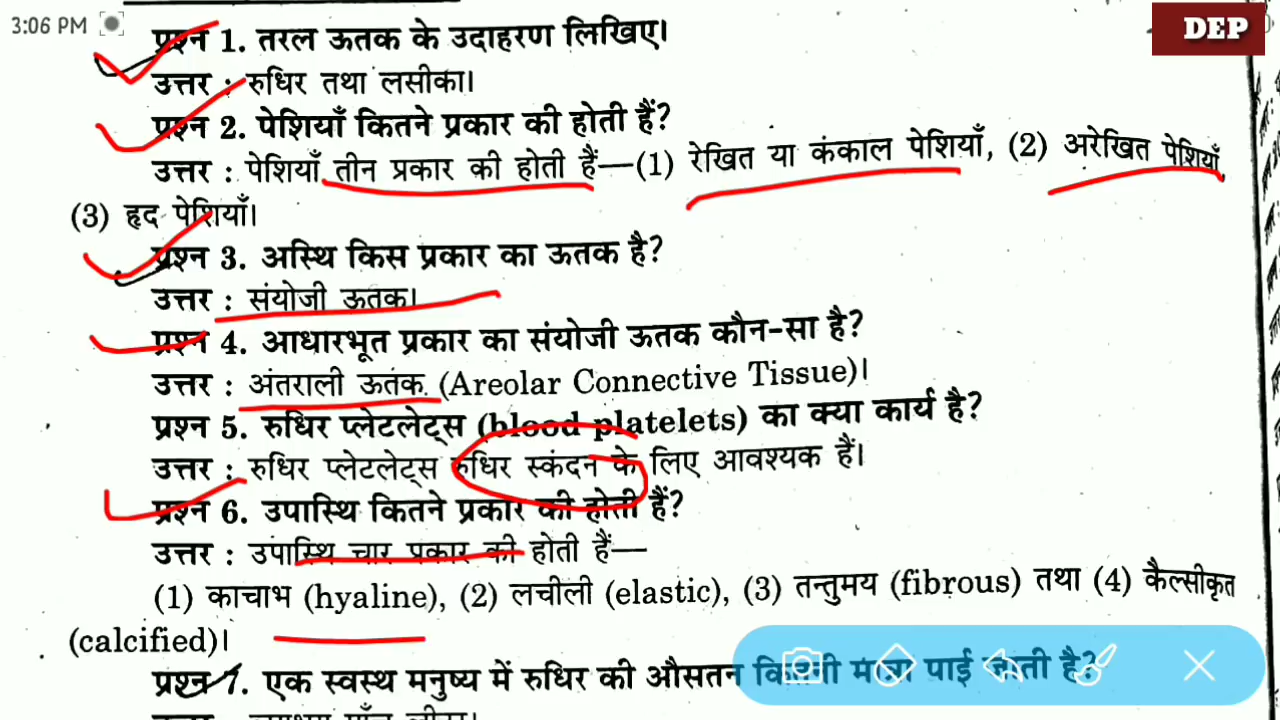 3:06 PM
DEP
प्रश्न 1. तरल ऊतक के उदाहरण लिखिए।
उत्तर : रुधिर तथा लसीका।
प्रश्न 2. पेशियाँ कितने प्रकार की होती हैं?
उत्तर : पेशियाँ तीन प्रकार की होती हैं—(1) रेखित या कंकाल पेशियाँ, (2) अरेखित पेशियाँ,
(3) हृद पेशियाँ।
प्रश्न 3. अस्थि किस प्रकार का ऊतक है?
उत्तर : संयोजी ऊतक।
प्रश्न 4. आधारभूत प्रकार का संयोजी ऊतक कौन-सा है?
उत्तर : अंतराली ऊतक (Areolar Connective Tissue)।
प्रश्न 5. रुधिर प्लेटलेट्स (blood platelets) का क्या कार्य है?
उत्तर : रुधिर प्लेटलेट्स रुधिर स्कंदन के लिए आवश्यक हैं।
प्रश्न 6. उपास्थि कितने प्रकार की होती हैं?
उत्तर : उपास्थि चार प्रकार की होती हैं—
(1) काचाभ (hyaline), (2) लचीली (elastic), (3) तन्तुमय (fibrous) तथा (4) कैल्सीकृत
(calcified)।
प्रश्न 7. एक स्वस्थ मनुष्य में रुधिर की औसतन कितनी मात्रा पाई जाती है?